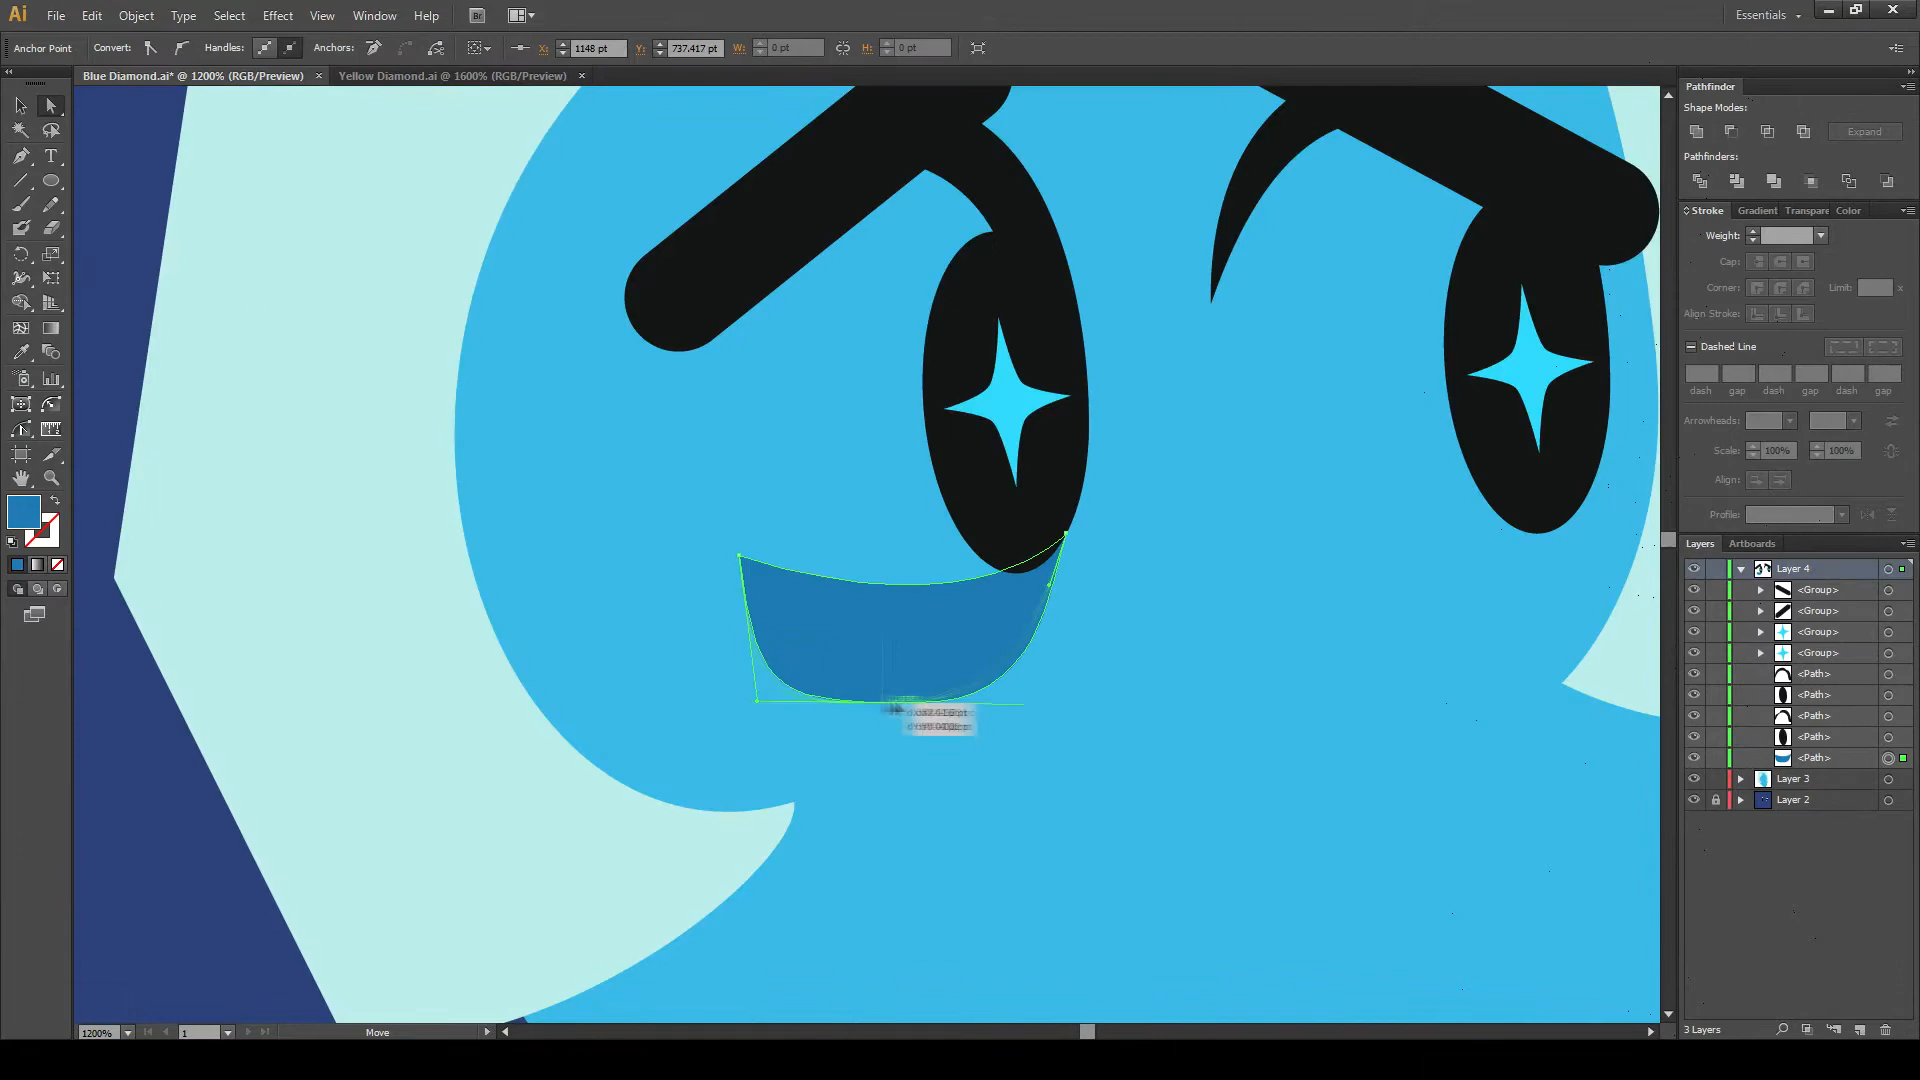 Ai File Edit Object Type Select Effect View Window Help Br Essentials
Anchor Point Convert: Handles: Anchors: X: 1148 pt Y: 737.417 pt W: 0 pt H: 0 pt
Blue Diamond.ai* @ 1200% (RGB/Preview) × Yellow Diamond.ai @ 1600% (RGB/Preview) ×
Pathfinder
Shape Modes:
Expand
Pathfinders:
Stroke Gradient Transpare Color
Weight:
Cap:
Corner: Limit: x
Align Stroke:
Dashed Line
dash gap dash gap dash gap
Arrowheads:
Scale: 100% 100%
Align:
Profile:
Layers Artboards
Layer 4
<Group>
<Group>
<Group>
<Group>
<Path>
<Path>
<Path>
<Path>
<Path>
Layer 3
Layer 2
1200% 1 Move 3 Layers